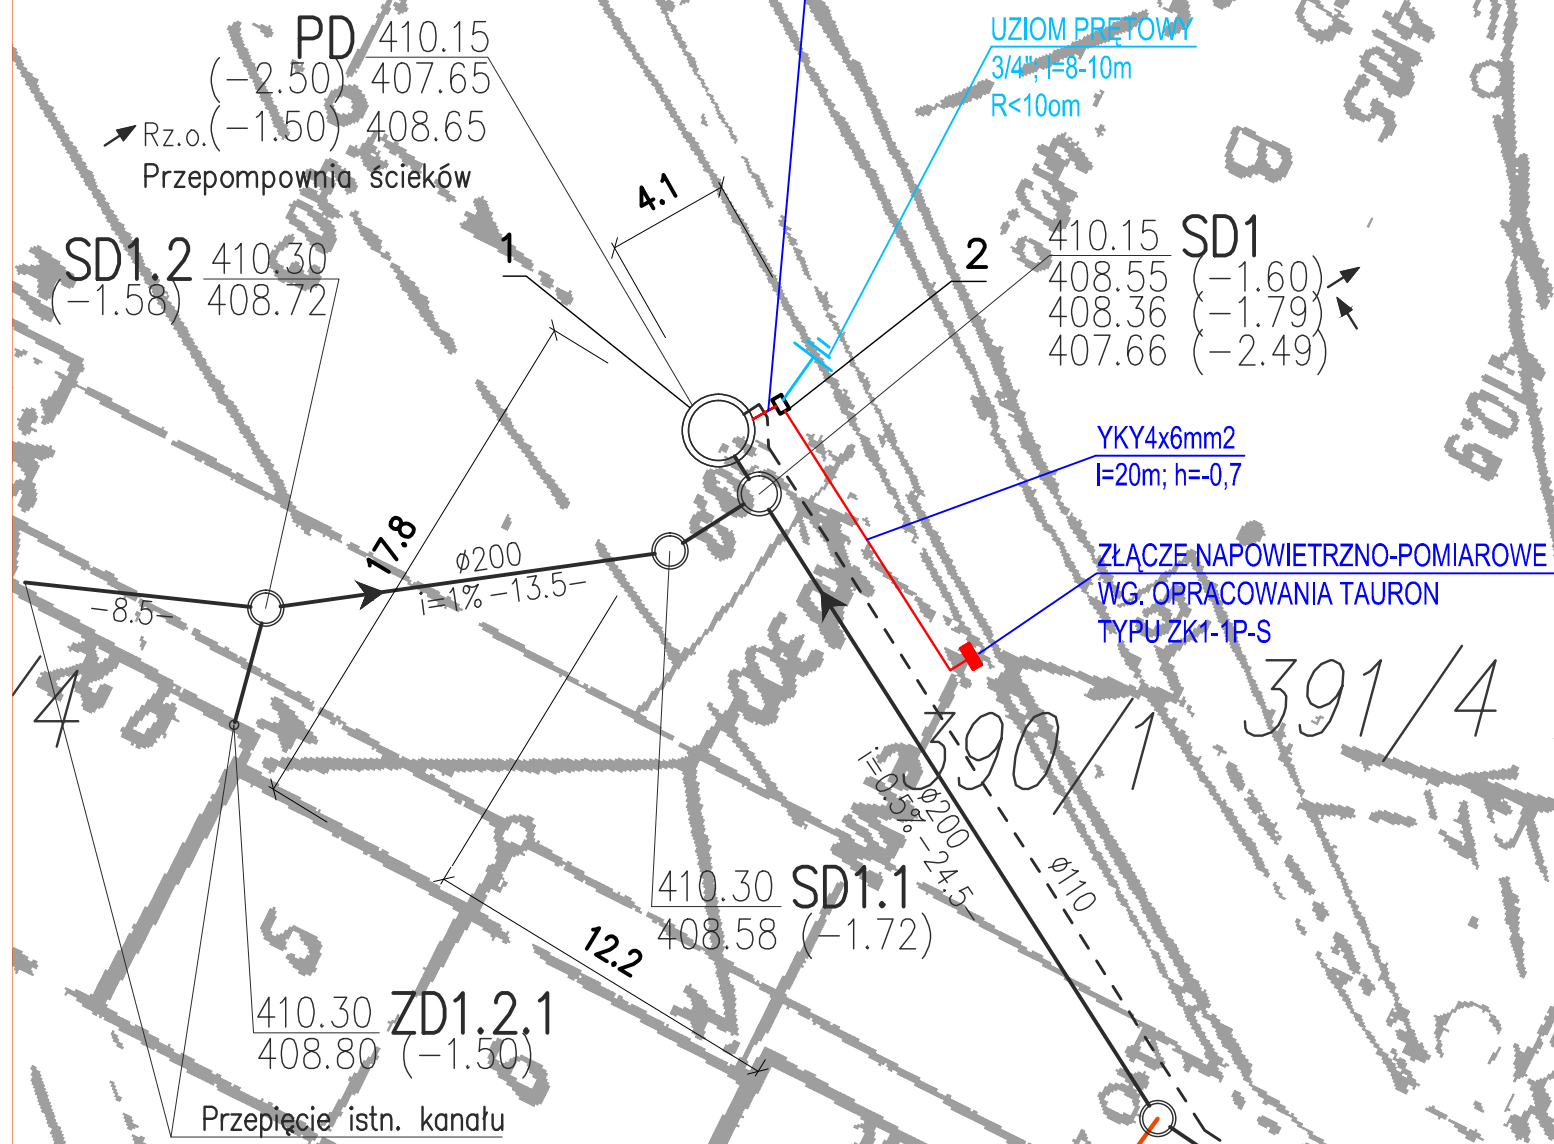 PD 410.15
(-2.50) 407.65
Rz.o.(-1.50) 408.65
Przepompownia ścieków
UZIOM PRĘTOWY
3/4"; l=8-10m
R<10om
4.1
1
2
SD1.2 410.30
(-1.58) 408.72
410.15 SD1
408.55 (-1.60)
408.36 (-1.79)
407.66 (-2.49)
YKY4x6mm2
l=20m; h=-0,7
ZŁĄCZE NAPOWIETRZNO-POMIAROWE
WG. OPRACOWANIA TAURON
TYPU ZK1-1P-S
17.8
ø200
i=1% -13.5-
-8.5-
/4
390/1
391/4
ø200
i=0.5% -24.5-
ø110
410.30 SD1.1
408.58 (-1.72)
12.2
410.30 ZD1.2.1
408.80 (-1.50)
Przepięcie istn. kanału
B
5